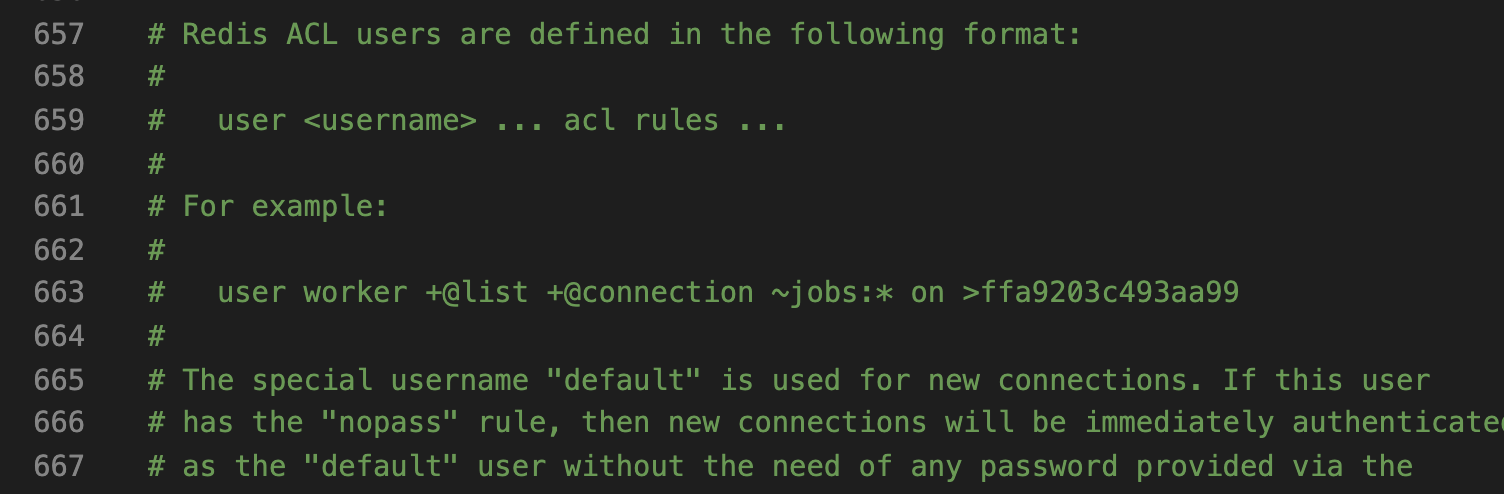 657 # Redis ACL users are defined in the following format:
658 #
659 #   user <username> ... acl rules ...
660 #
661 # For example:
662 #
663 #   user worker +@list +@connection ~jobs:* on >ffa9203c493aa99
664 #
665 # The special username "default" is used for new connections. If this user
666 # has the "nopass" rule, then new connections will be immediately authenticated
667 # as the "default" user without the need of any password provided via the